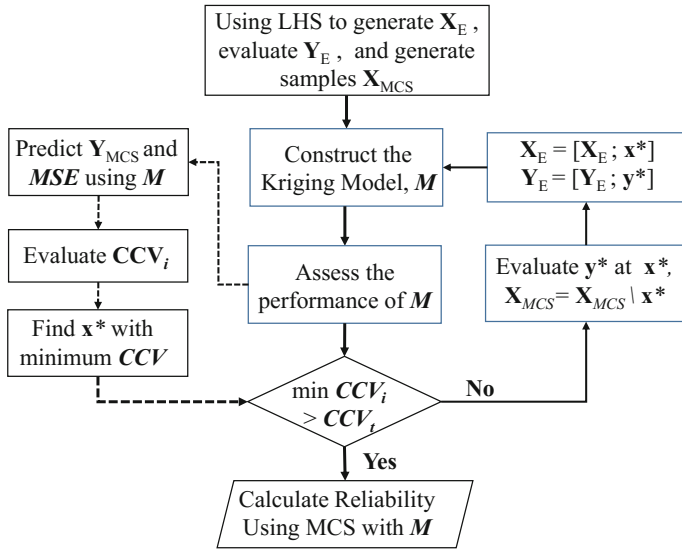 Using LHS to generate X_E ,
evaluate Y_E , and generate
samples X_MCS
Predict Y_MCS and
MSE using M
Evaluate CCV_i
Find x* with
minimum CCV
Construct the
Kriging Model, M
Assess the
performance of M
min CCV_i
> CCV_t
No
Yes
X_E = [X_E ; x*]
Y_E = [Y_E ; y*]
Evaluate y* at x*,
X_MCS = X_MCS \ x*
Calculate Reliability
Using MCS with M